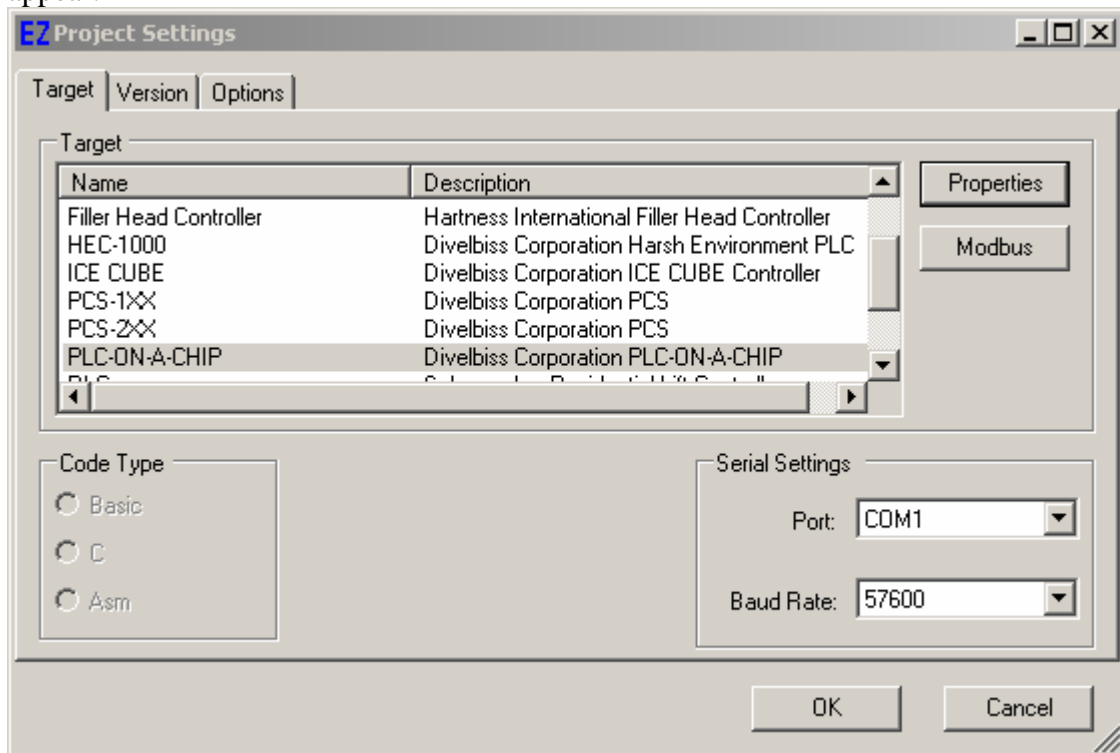 EZ Project Settings
Target Version Options
Target
Name Description
Filler Head Controller Hartness International Filler Head Controller
HEC-1000 Divelbiss Corporation Harsh Environment PLC
ICE CUBE Divelbiss Corporation ICE CUBE Controller
PCS-1XX Divelbiss Corporation PCS
PCS-2XX Divelbiss Corporation PCS
PLC-ON-A-CHIP Divelbiss Corporation PLC-ON-A-CHIP
Properties
Modbus
Code Type
Basic
C
Asm
Serial Settings
Port: COM1
Baud Rate: 57600
OK Cancel